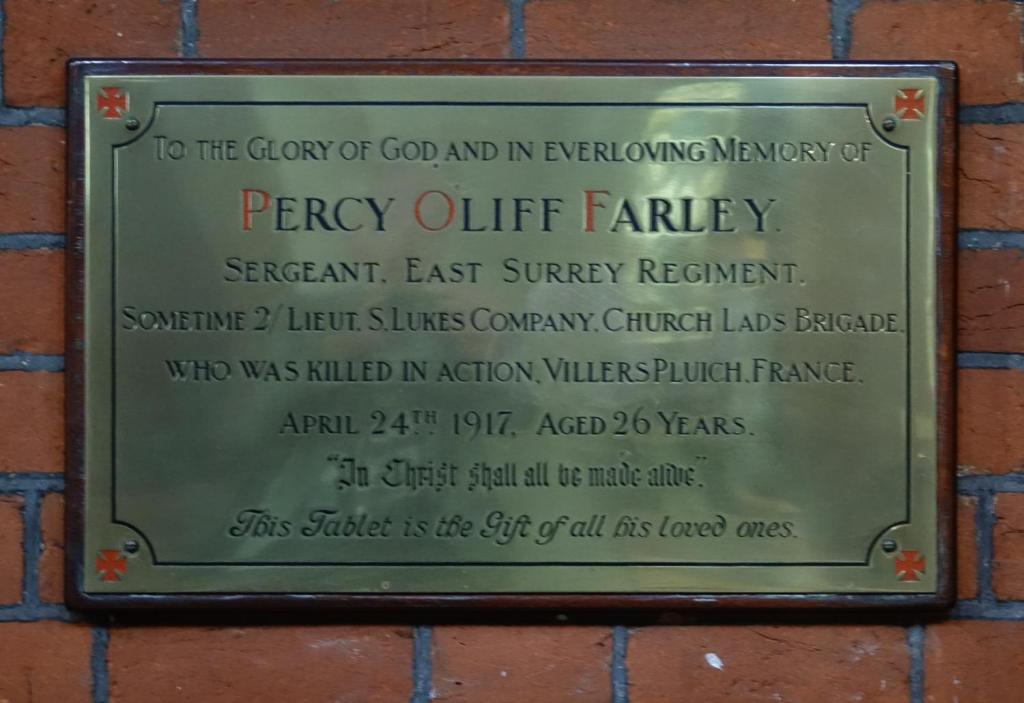 TO THE GLORY OF GOD AND IN EVERLOVING MEMORY OF
PERCY OLIFF FARLEY.
SERGEANT. EAST SURREY REGIMENT.
SOMETIME 2/LIEUT. S.LUKES COMPANY. CHURCH LADS BRIGADE.
WHO WAS KILLED IN ACTION, VILLERS PLUICH. FRANCE.
APRIL 24TH 1917. AGED 26 YEARS.
"In Christ shall all be made alive".
This Tablet is the Gift of all his loved ones.